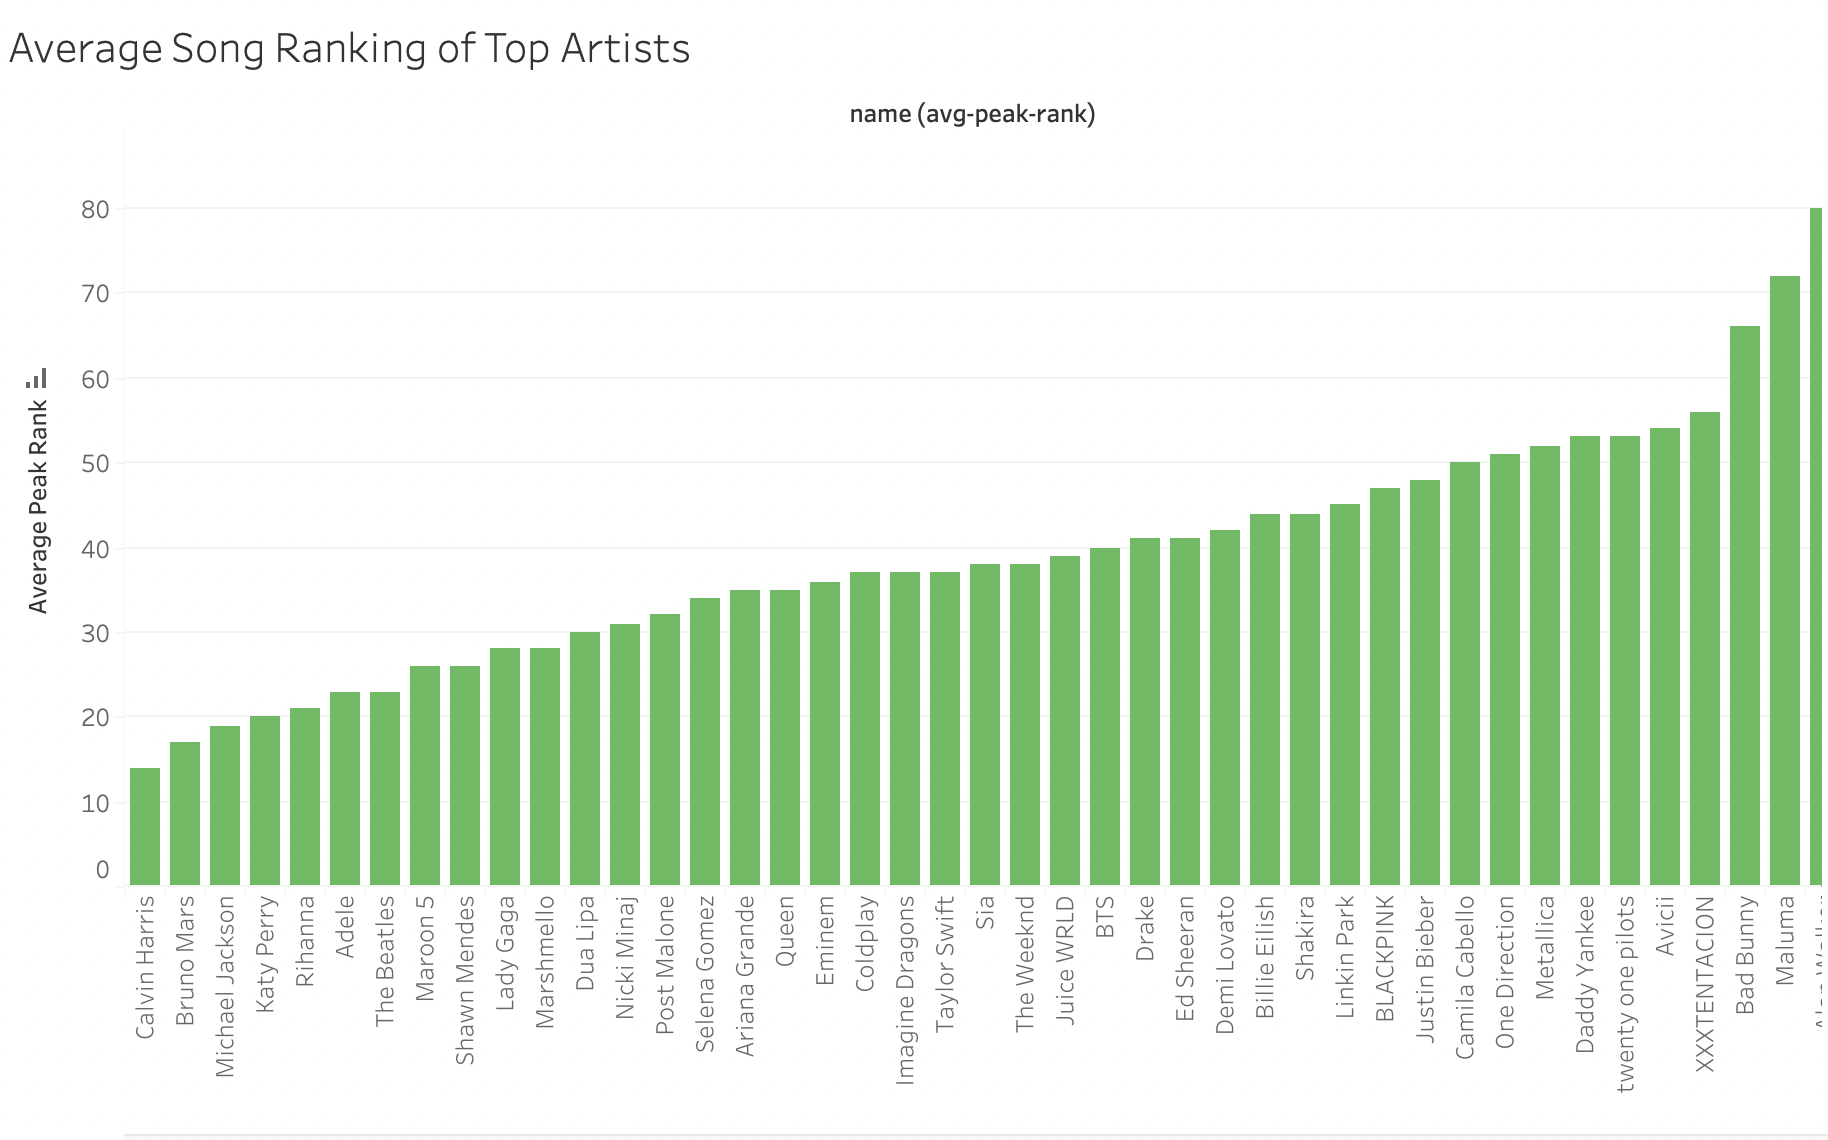 Average Song Ranking of Top Artists
name (avg-peak-rank)
Average Peak Rank
80
70
60
50
40
30
20
10
0
Calvin Harris
Bruno Mars
Michael Jackson
Katy Perry
Rihanna
Adele
The Beatles
Maroon 5
Shawn Mendes
Lady Gaga
Marshmello
Dua Lipa
Nicki Minaj
Post Malone
Selena Gomez
Ariana Grande
Queen
Eminem
Coldplay
Imagine Dragons
Taylor Swift
Sia
The Weeknd
Juice WRLD
BTS
Drake
Ed Sheeran
Demi Lovato
Billie Eilish
Shakira
Linkin Park
BLACKPINK
Justin Bieber
Camila Cabello
One Direction
Metallica
Daddy Yankee
twenty one pilots
Avicii
XXXTENTACION
Bad Bunny
Maluma